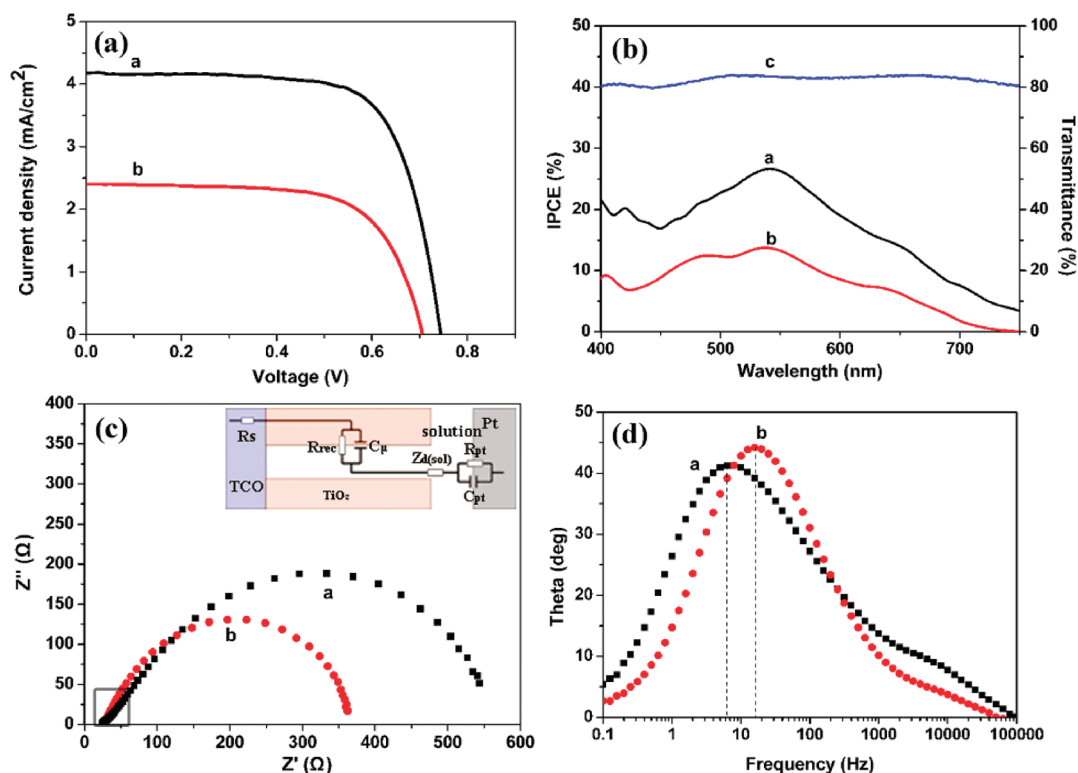 (a)
a
b
Current density (mA/cm²)
5
4
3
2
1
0
0.0 0.2 0.4 0.6 0.8
Voltage (V)
(b)
c
a
b
IPCE (%)
50
40
30
20
10
0
Transmittance (%)
100
80
60
40
20
0
400 500 600 700
Wavelength (nm)
(c)
Rs
Rrec
Cμ
solution
Pt
Zd(sol)
Rpt
Cpt
TCO
TiO₂
a
b
Z'' (Ω)
400
350
300
250
200
150
100
50
0
0 100 200 300 400 500 600
Z' (Ω)
(d)
a
b
Theta (deg)
50
40
30
20
10
0
0.1 1 10 100 1000 10000 100000
Frequency (Hz)